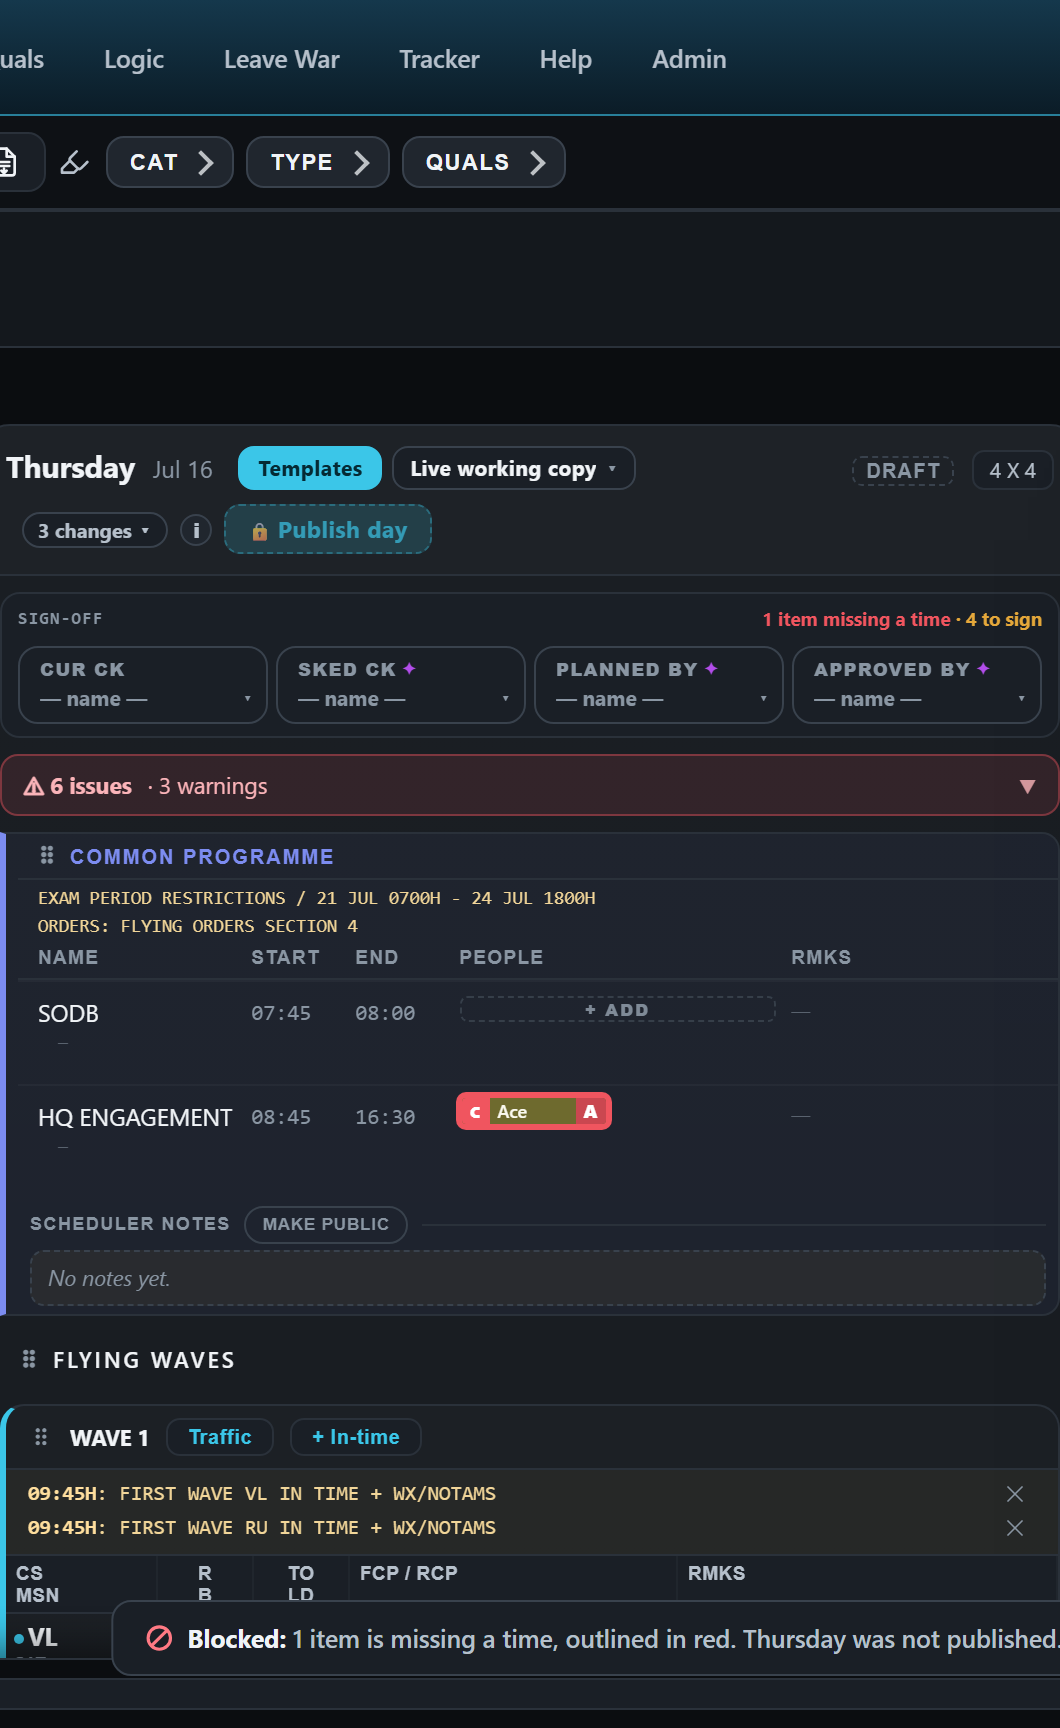 uals Logic Leave War Tracker Help Admin
CAT TYPE QUALS
Thursday Jul 16 Templates Live working copy DRAFT 4 X 4
3 changes i Publish day
SIGN-OFF 1 item missing a time · 4 to sign
CUR CK SKED CK PLANNED BY APPROVED BY
— name — — name — — name — — name —
6 issues · 3 warnings
COMMON PROGRAMME
EXAM PERIOD RESTRICTIONS / 21 JUL 0700H - 24 JUL 1800H
ORDERS: FLYING ORDERS SECTION 4
NAME START END PEOPLE RMKS
SODB 07:45 08:00 + ADD —
—
HQ ENGAGEMENT 08:45 16:30 C Ace A —
—
SCHEDULER NOTES MAKE PUBLIC
No notes yet.
FLYING WAVES
WAVE 1 Traffic + In-time
09:45H: FIRST WAVE VL IN TIME + WX/NOTAMS
09:45H: FIRST WAVE RU IN TIME + WX/NOTAMS
CS R TO FCP / RCP RMKS
MSN B LD
VL
Blocked: 1 item is missing a time, outlined in red. Thursday was not published.